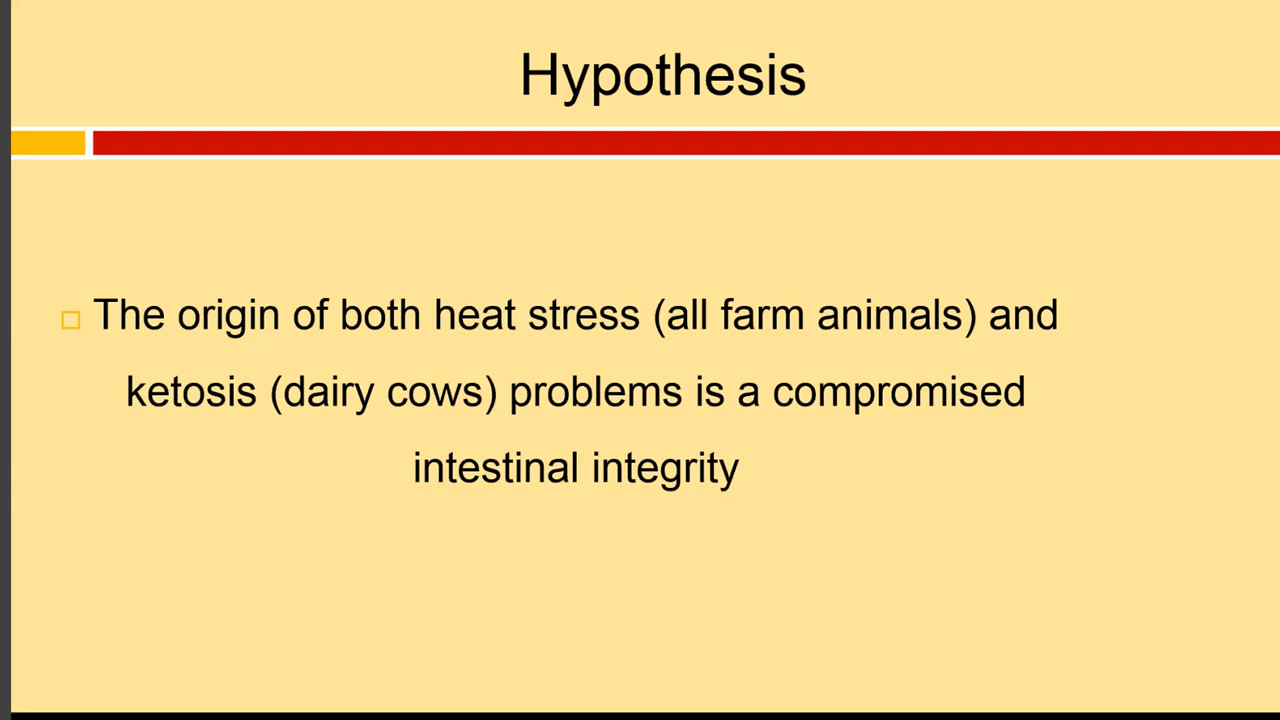 Hypothesis
The origin of both heat stress (all farm animals) and
ketosis (dairy cows) problems is a compromised
intestinal integrity